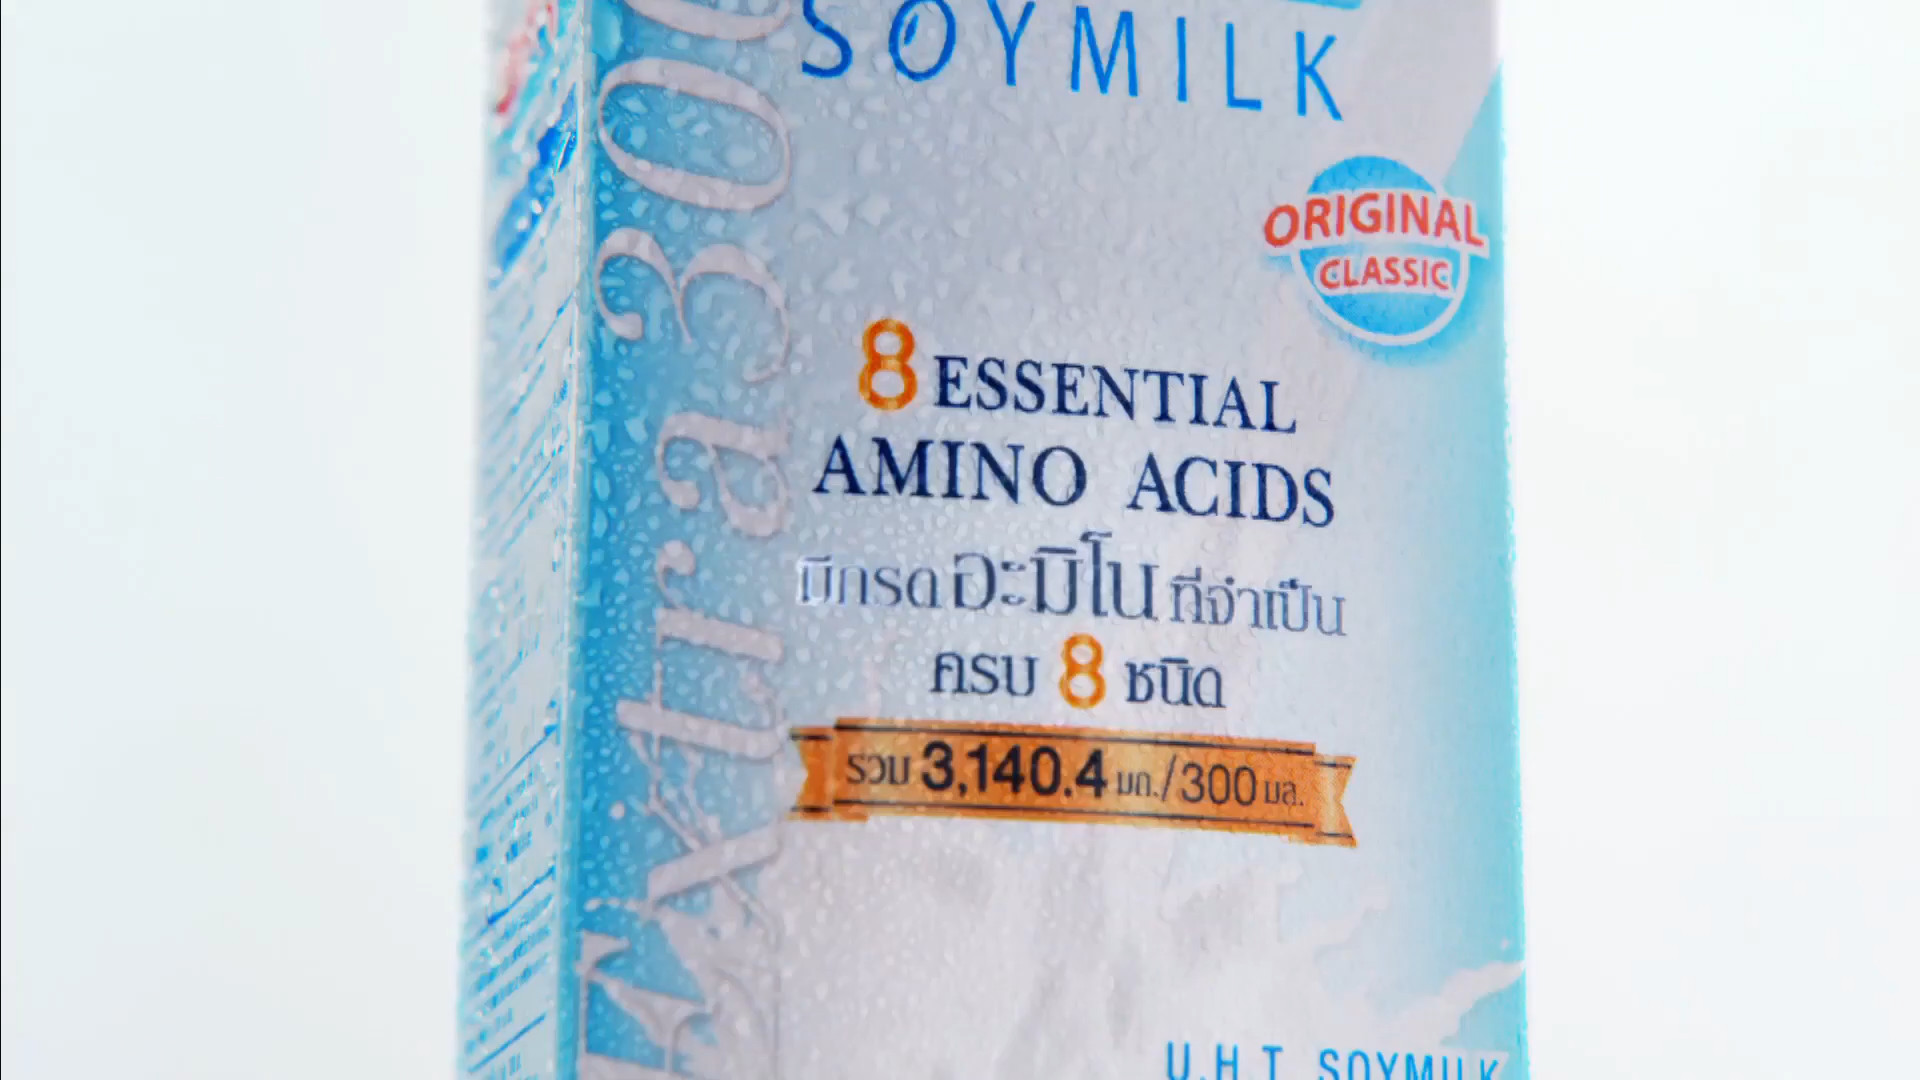 SOYMILK
Extra300
ORIGINAL
CLASSIC
8 ESSENTIAL
AMINO ACIDS
มีกรดอะมิโนที่จำเป็น
ครบ 8 ชนิด
รวม 3,140.4 มก./300 มล.
U.H.T. SOYMILK